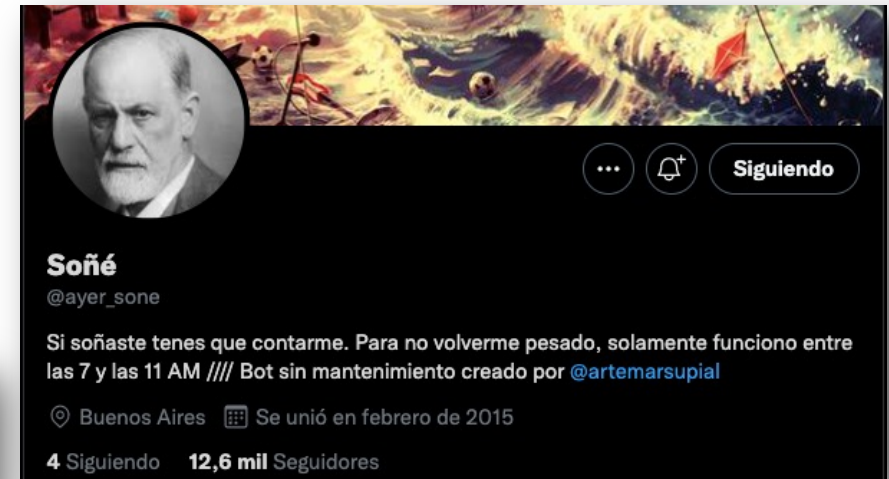 Siguiendo
Soñé
@ayer_sone
Si soñaste tenes que contarme. Para no volverme pesado, solamente funciono entre
las 7 y las 11 AM //// Bot sin mantenimiento creado por @artemarsupial
Buenos Aires Se unió en febrero de 2015
4 Siguiendo 12,6 mil Seguidores